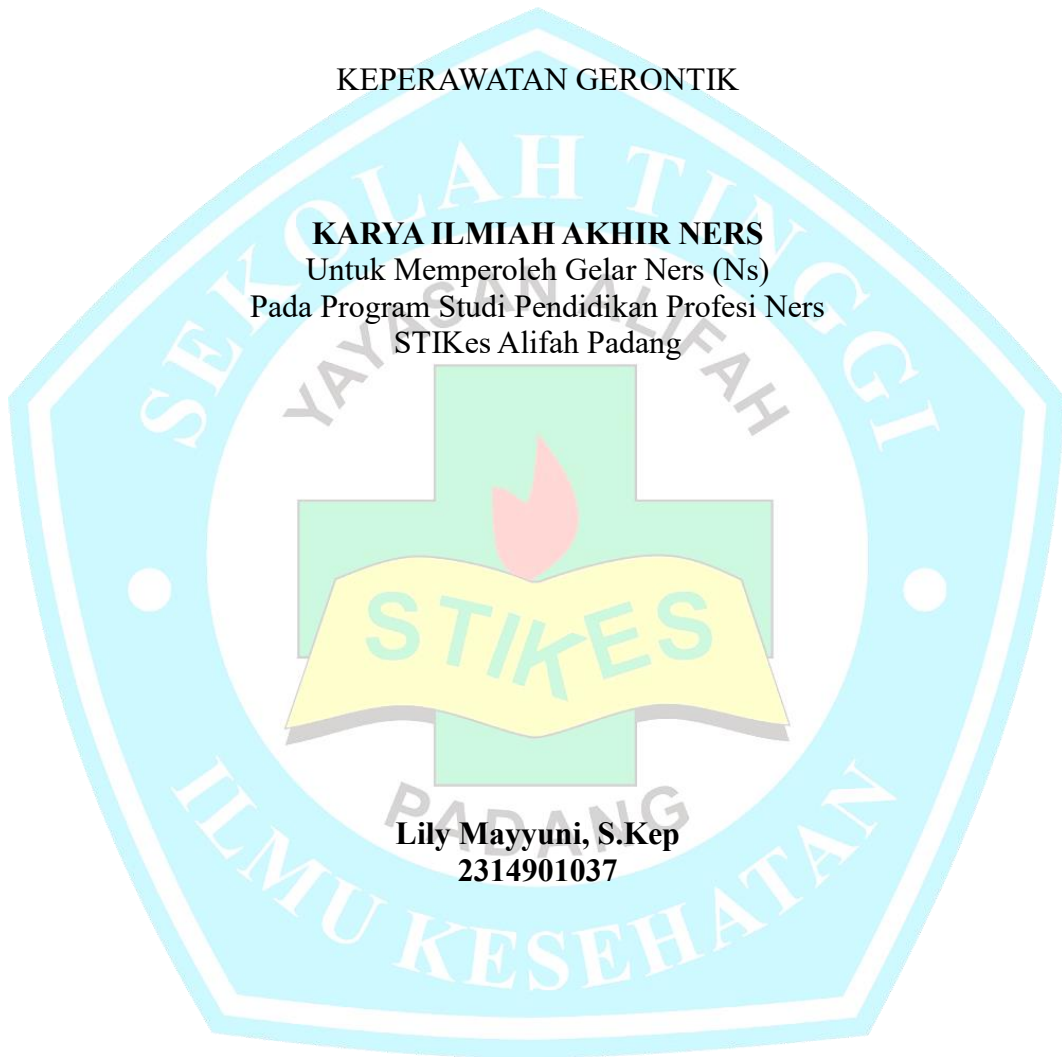 KEPERAWATAN GERONTIK
SEKOLAH TINGGI
KARYA ILMIAH AKHIR NERS
Untuk Memperoleh Gelar Ners (Ns)
Pada Program Studi Pendidikan Profesi Ners
STIKes Alifah Padang
YAYASAN ALIFAH
STIKES
PADANG
Lily Mayyuni, S.Kep
2314901037
ILMU KESEHATAN